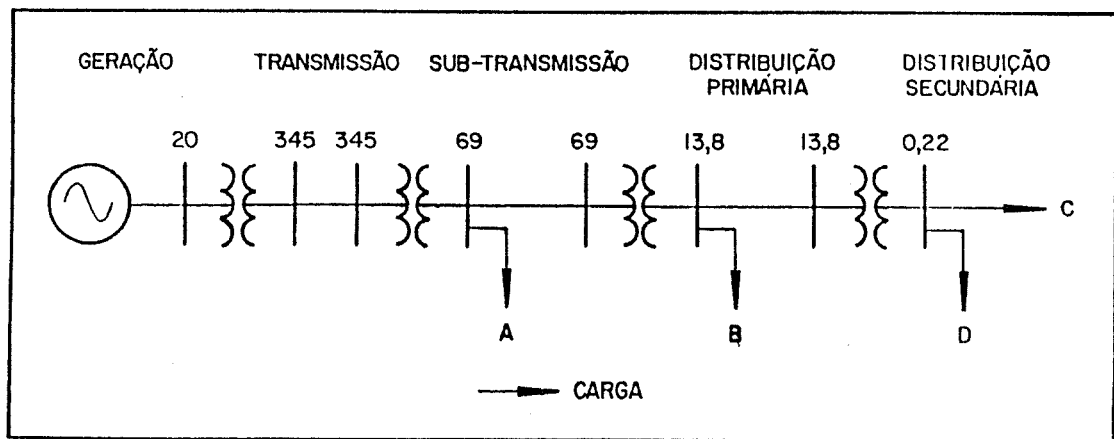 GERAÇÃO TRANSMISSÃO SUB-TRANSMISSÃO DISTRIBUIÇÃO DISTRIBUIÇÃO
PRIMÁRIA SECUNDÁRIA
20 345 345 69 69 13,8 13,8 0,22
C
A B D
CARGA